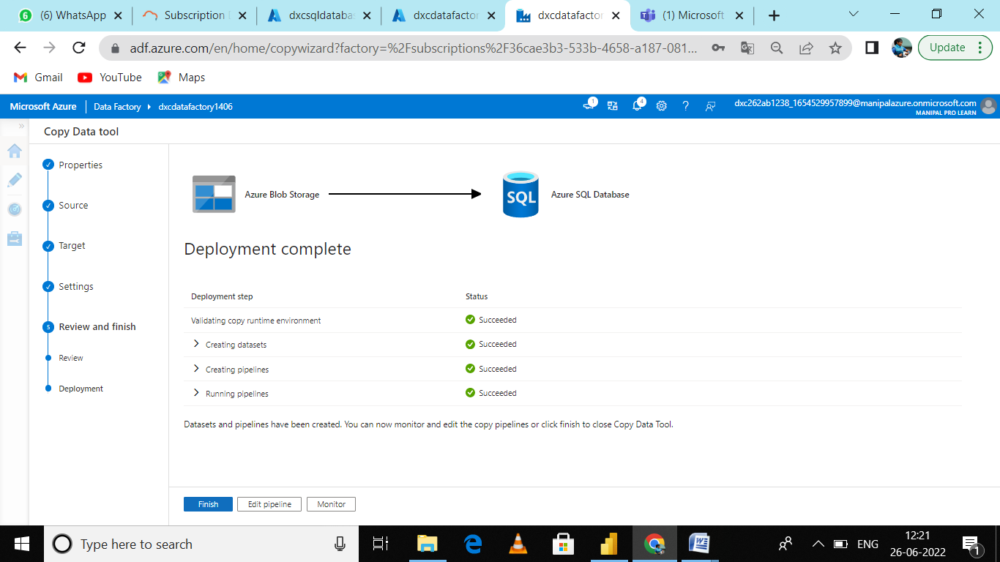 6 (6) WhatsApp
Subscription
dxcsqldataba
dxcdatafactor
dxcdatafactor
(1) Microsoft
adf.azure.com/en/home/copywizard?factory=%2Fsubscriptions%2F36cae3b3-533b-4658-a187-081...
Update
Gmail
YouTube
Maps
Microsoft Azure
Data Factory
dxcdatafactory1406
1
4
?
dxc262ab1238_1654529957899@manipalazure.onmicrosoft.com
MANIPAL PRO LEARN
»
Copy Data tool
Properties
Source
Target
Settings
5 Review and finish
Review
Deployment
Azure Blob Storage
SQL
Azure SQL Database
Deployment complete
Deployment step Status
Validating copy runtime environment Succeeded
Creating datasets Succeeded
Creating pipelines Succeeded
Running pipelines Succeeded
Datasets and pipelines have been created. You can now monitor and edit the copy pipelines or click finish to close Copy Data Tool.
Finish Edit pipeline Monitor
Type here to search
ENG
12:21
26-06-2022
1